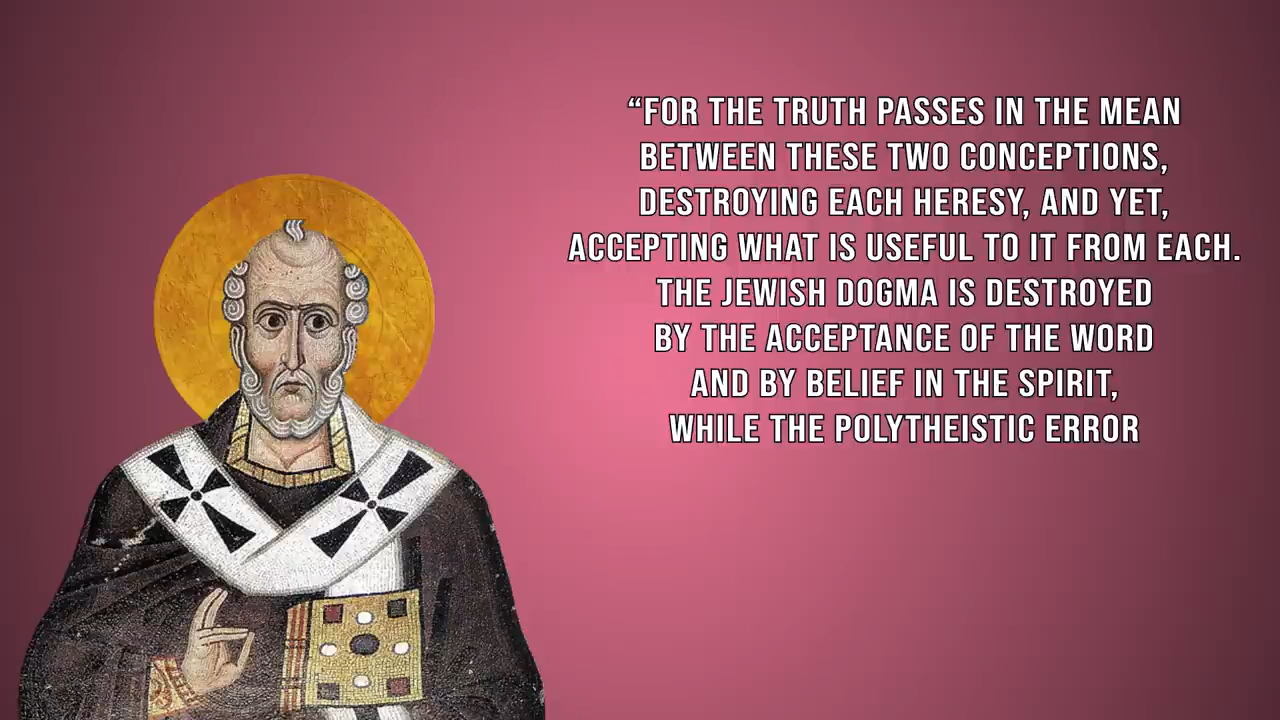 “FOR THE TRUTH PASSES IN THE MEAN
BETWEEN THESE TWO CONCEPTIONS,
DESTROYING EACH HERESY, AND YET,
ACCEPTING WHAT IS USEFUL TO IT FROM EACH.
THE JEWISH DOGMA IS DESTROYED
BY THE ACCEPTANCE OF THE WORD
AND BY BELIEF IN THE SPIRIT,
WHILE THE POLYTHEISTIC ERROR